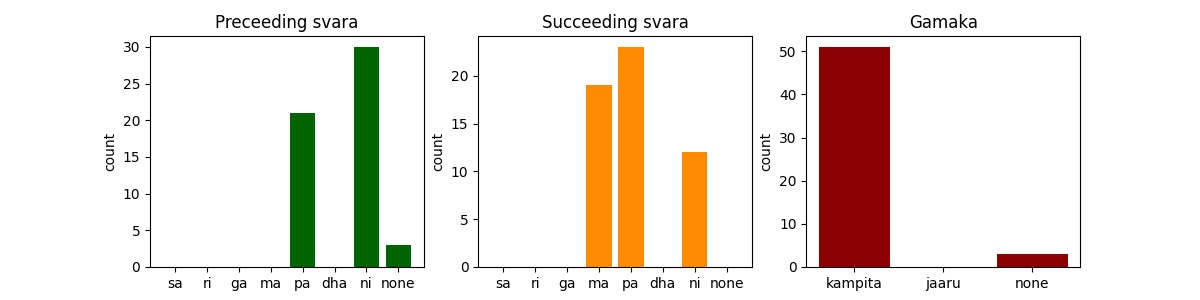 Preceeding svara
count
30
25
20
15
10
5
0
sa ri ga ma pa dha ni none
Succeeding svara
count
20
15
10
5
0
sa ri ga ma pa dha ni none
Gamaka
count
50
40
30
20
10
0
kampita jaaru none